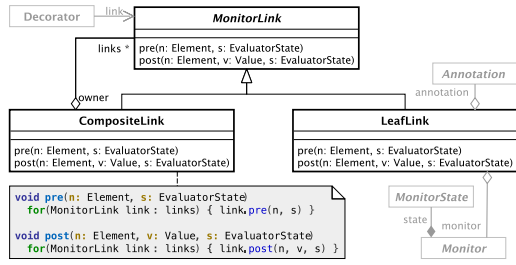 Decorator
link
MonitorLink
pre(n: Element, s: EvaluatorState)
post(n: Element, v: Value, s: EvaluatorState)
links *
owner
Annotation
annotation
CompositeLink
pre(n: Element, s: EvaluatorState)
post(n: Element, v: Value, s: EvaluatorState)
LeafLink
pre(n: Element, s: EvaluatorState)
post(n: Element, v: Value, s: EvaluatorState)
void pre(n: Element, s: EvaluatorState)
for(MonitorLink link : links) { link.pre(n, s) }
void post(n: Element, v: Value, s: EvaluatorState)
for(MonitorLink link : links) { link.post(n, v, s) }
MonitorState
state
monitor
Monitor